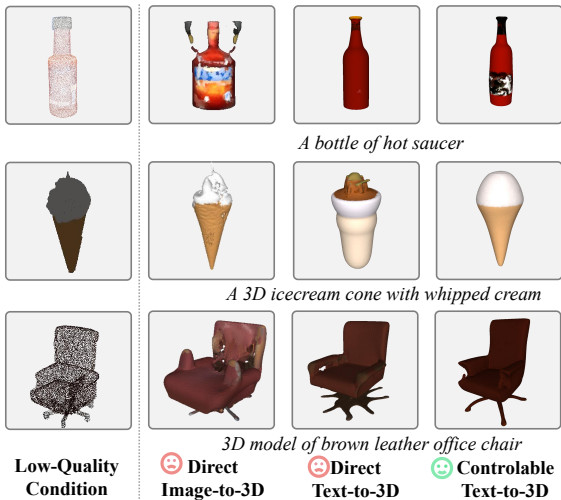 A bottle of hot saucer
A 3D icecream cone with whipped cream
3D model of brown leather office chair
Low-Quality
Condition
Direct
Image-to-3D
Direct
Text-to-3D
Controlable
Text-to-3D